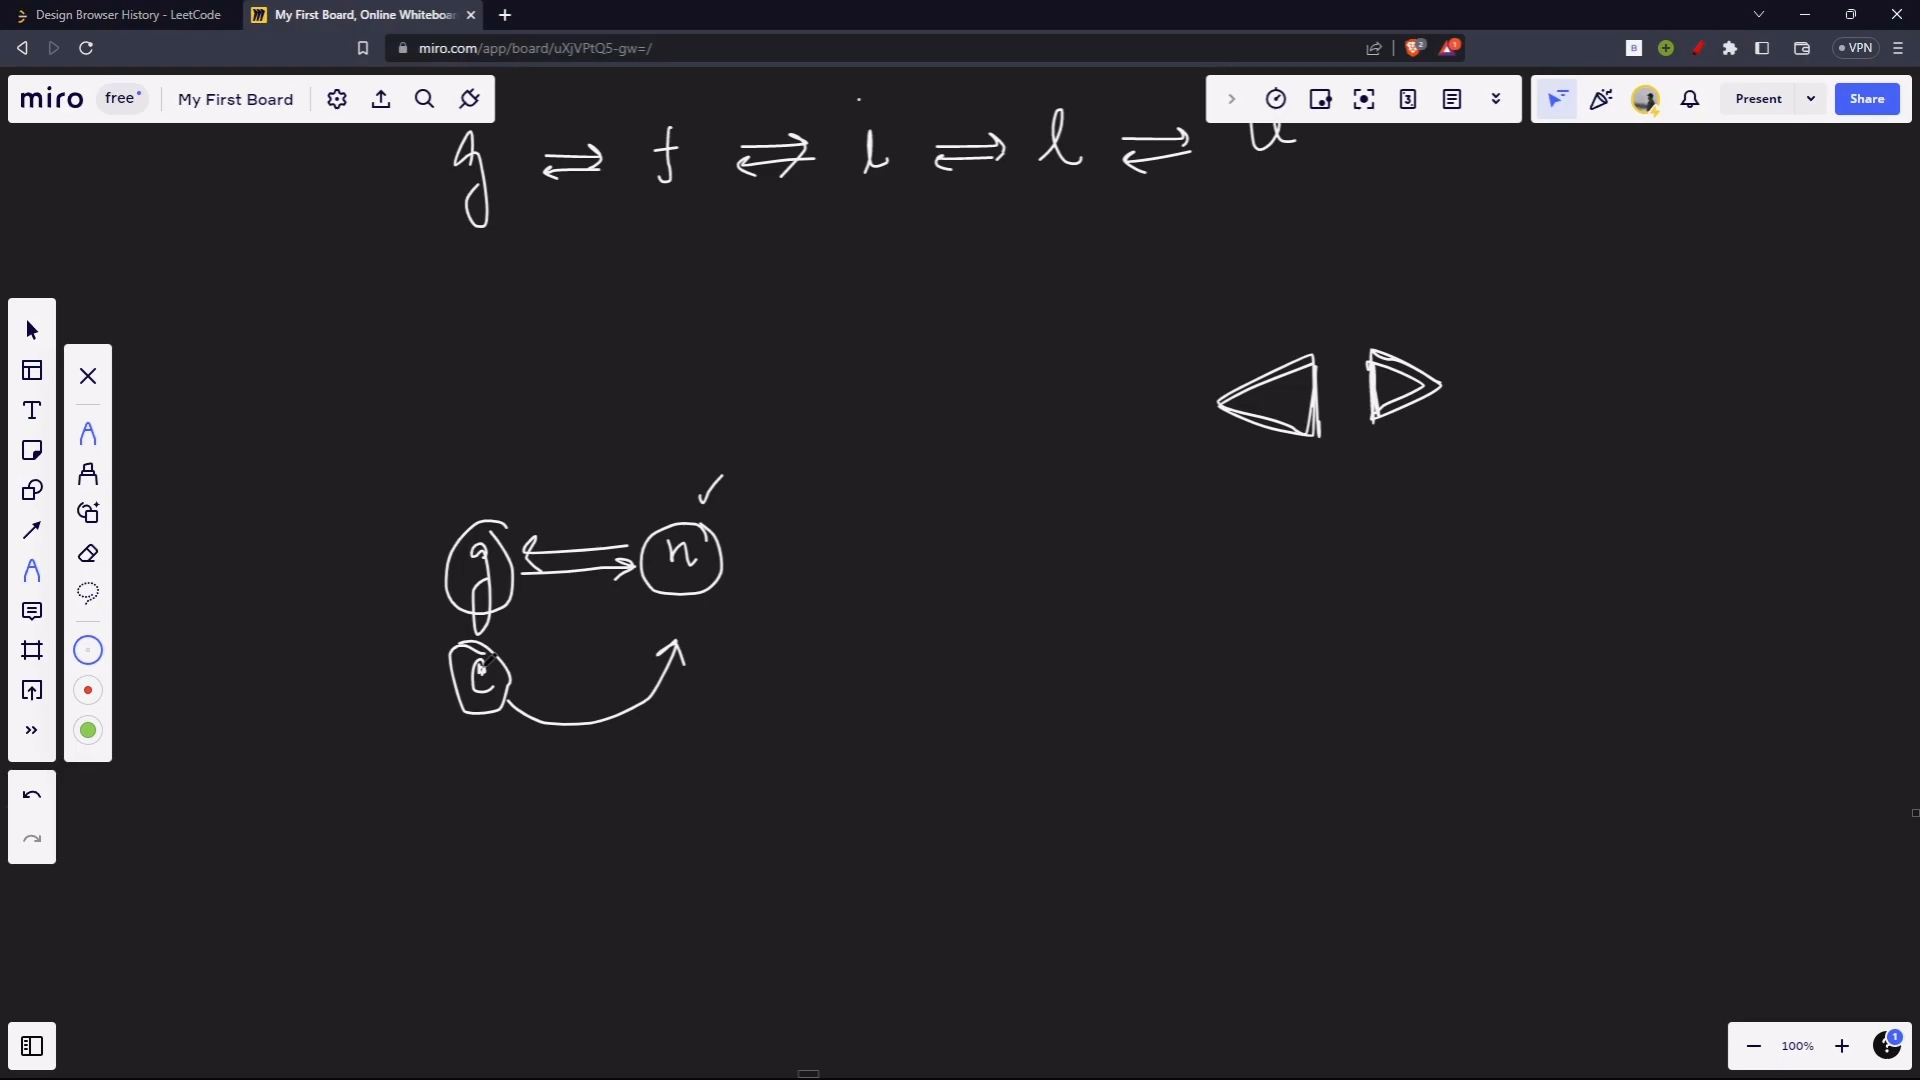 Design Browser History - LeetCode
My First Board, Online Whiteboa
miro.com/app/board/uXjVPtQ5-gw=/
VPN
miro free My First Board
Present Share
g ⇌ f ⇌ i ⇌ l ⇌
g ⇌ n ✓
c
100%